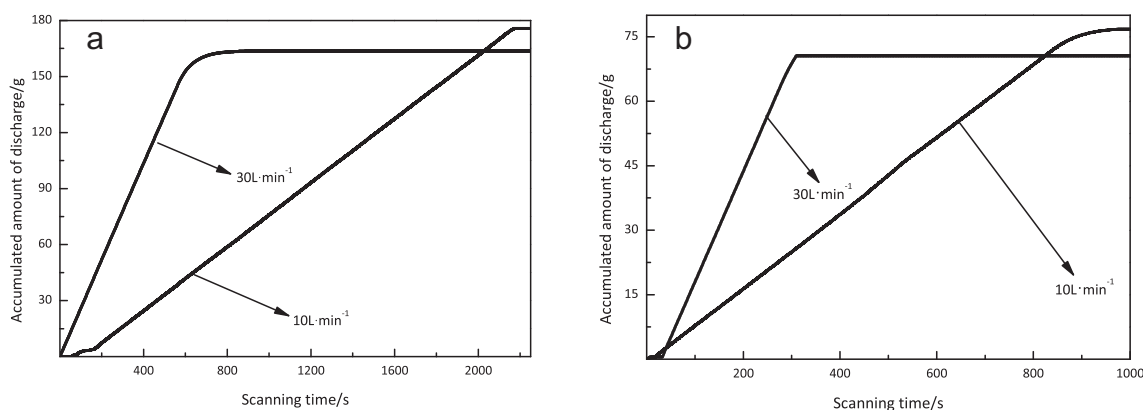 a
180
150
120
90
60
30
400
800
1200
1600
2000
Accumulated amount of discharge/g
Scanning time/s
30L·min⁻¹
10L·min⁻¹
b
75
60
45
30
15
200
400
600
800
1000
Accumulated amount of discharge/g
Scanning time/s
30L·min⁻¹
10L·min⁻¹